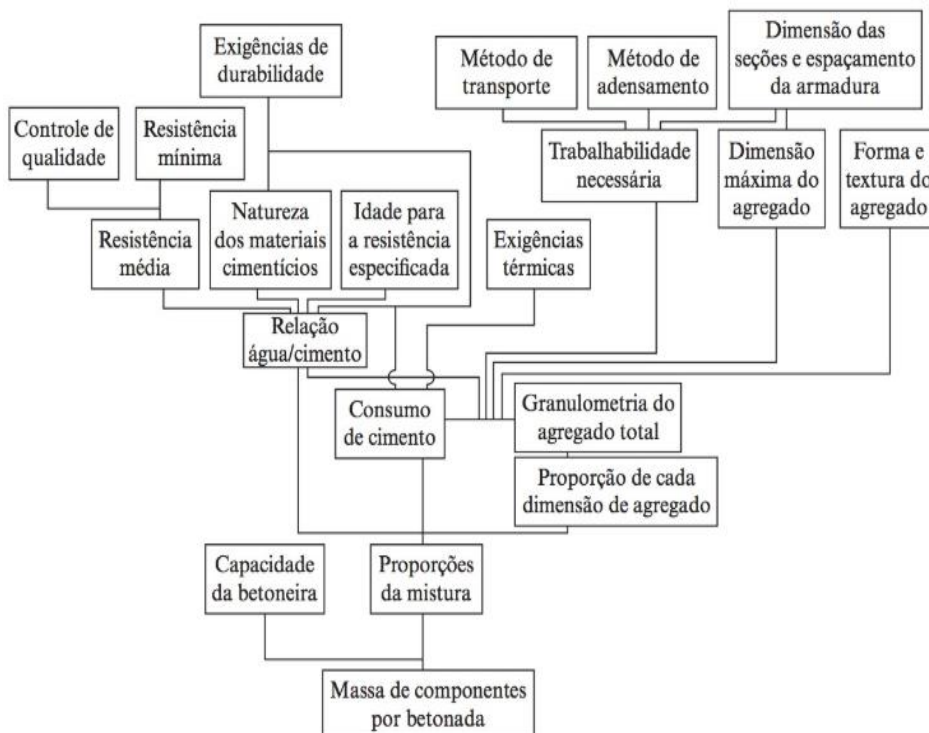 Exigências de
durabilidade
Método de
transporte
Método de
adensamento
Dimensão das
seções e espaçamento
da armadura
Controle de
qualidade
Resistência
mínima
Trabalhabilidade
necessária
Dimensão
máxima do
agregado
Forma e
textura do
agregado
Resistência
média
Natureza
dos materiais
cimentícios
Idade para
a resistência
especificada
Exigências
térmicas
Relação
água/cimento
Consumo
de cimento
Granulometria do
agregado total
Proporção de cada
dimensão de agregado
Capacidade
da betoneira
Proporções
da mistura
Massa de componentes
por betonada